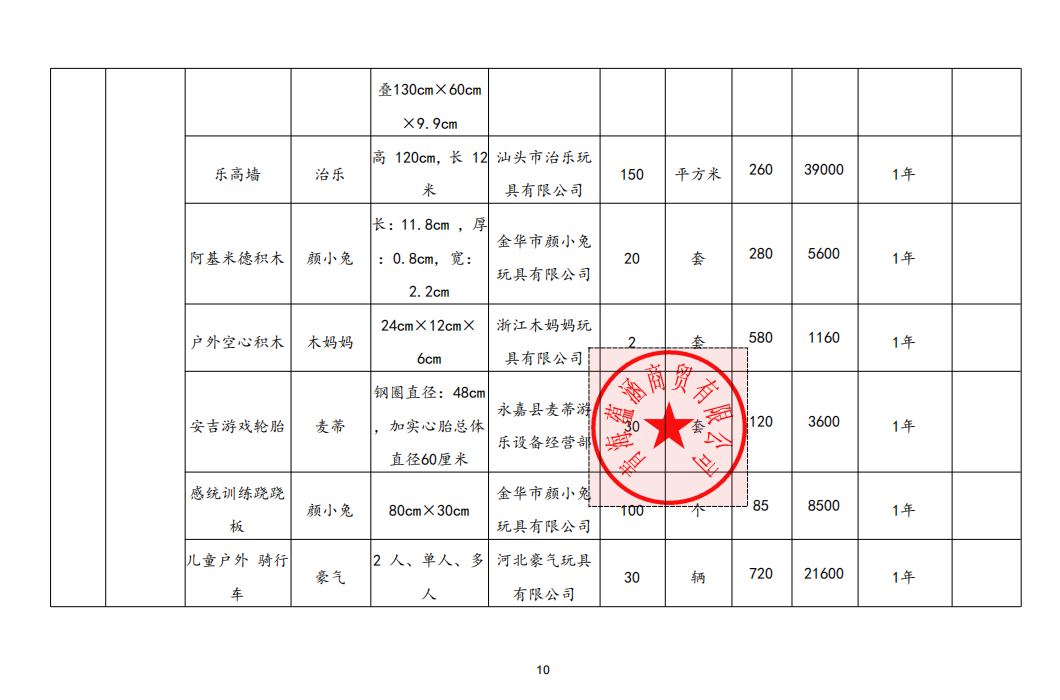 叠130cm×60cm
×9.9cm
乐高墙 治乐 高 120cm, 长 12 汕头市治乐玩 150 平方米 260 39000 1年
米 具有限公司
阿基米德积木 颜小兔 长: 11.8cm , 厚 金华市颜小兔 20 套 280 5600 1年
: 0.8cm, 宽: 玩具有限公司
2.2cm
户外空心积木 木妈妈 24cm×12cm× 浙江木妈妈玩 2 套 580 1160 1年
6cm 具有限公司
安吉游戏轮胎 麦蒂 钢圈直径: 48cm 永嘉县麦蒂游 30 套 120 3600 1年
, 加实心胎总体 乐设备经营部
直径60厘米
感统训练跷跷 颜小兔 80cm×30cm 金华市颜小兔 100 个 85 8500 1年
板 玩具有限公司
儿童户外 骑行 豪气 2 人、单人、多 河北豪气玩具 30 辆 720 21600 1年
车 人 有限公司
青海蕴涵商贸有限公司
10